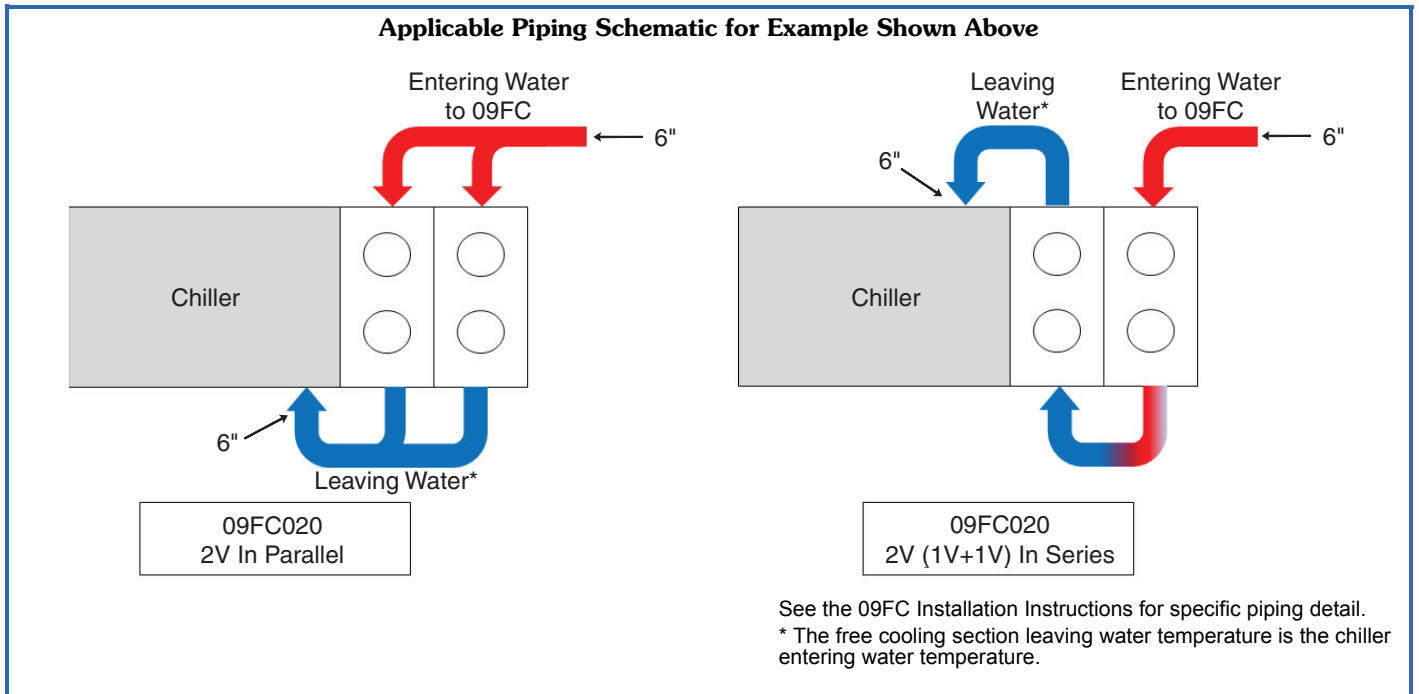 Applicable Piping Schematic for Example Shown Above
Entering Water
to 09FC
6"
Chiller
6"
Leaving Water*
09FC020
2V In Parallel
Leaving
Water*
Entering Water
to 09FC
6"
6"
Chiller
09FC020
2V (1V+1V) In Series
See the 09FC Installation Instructions for specific piping detail.
* The free cooling section leaving water temperature is the chiller
entering water temperature.